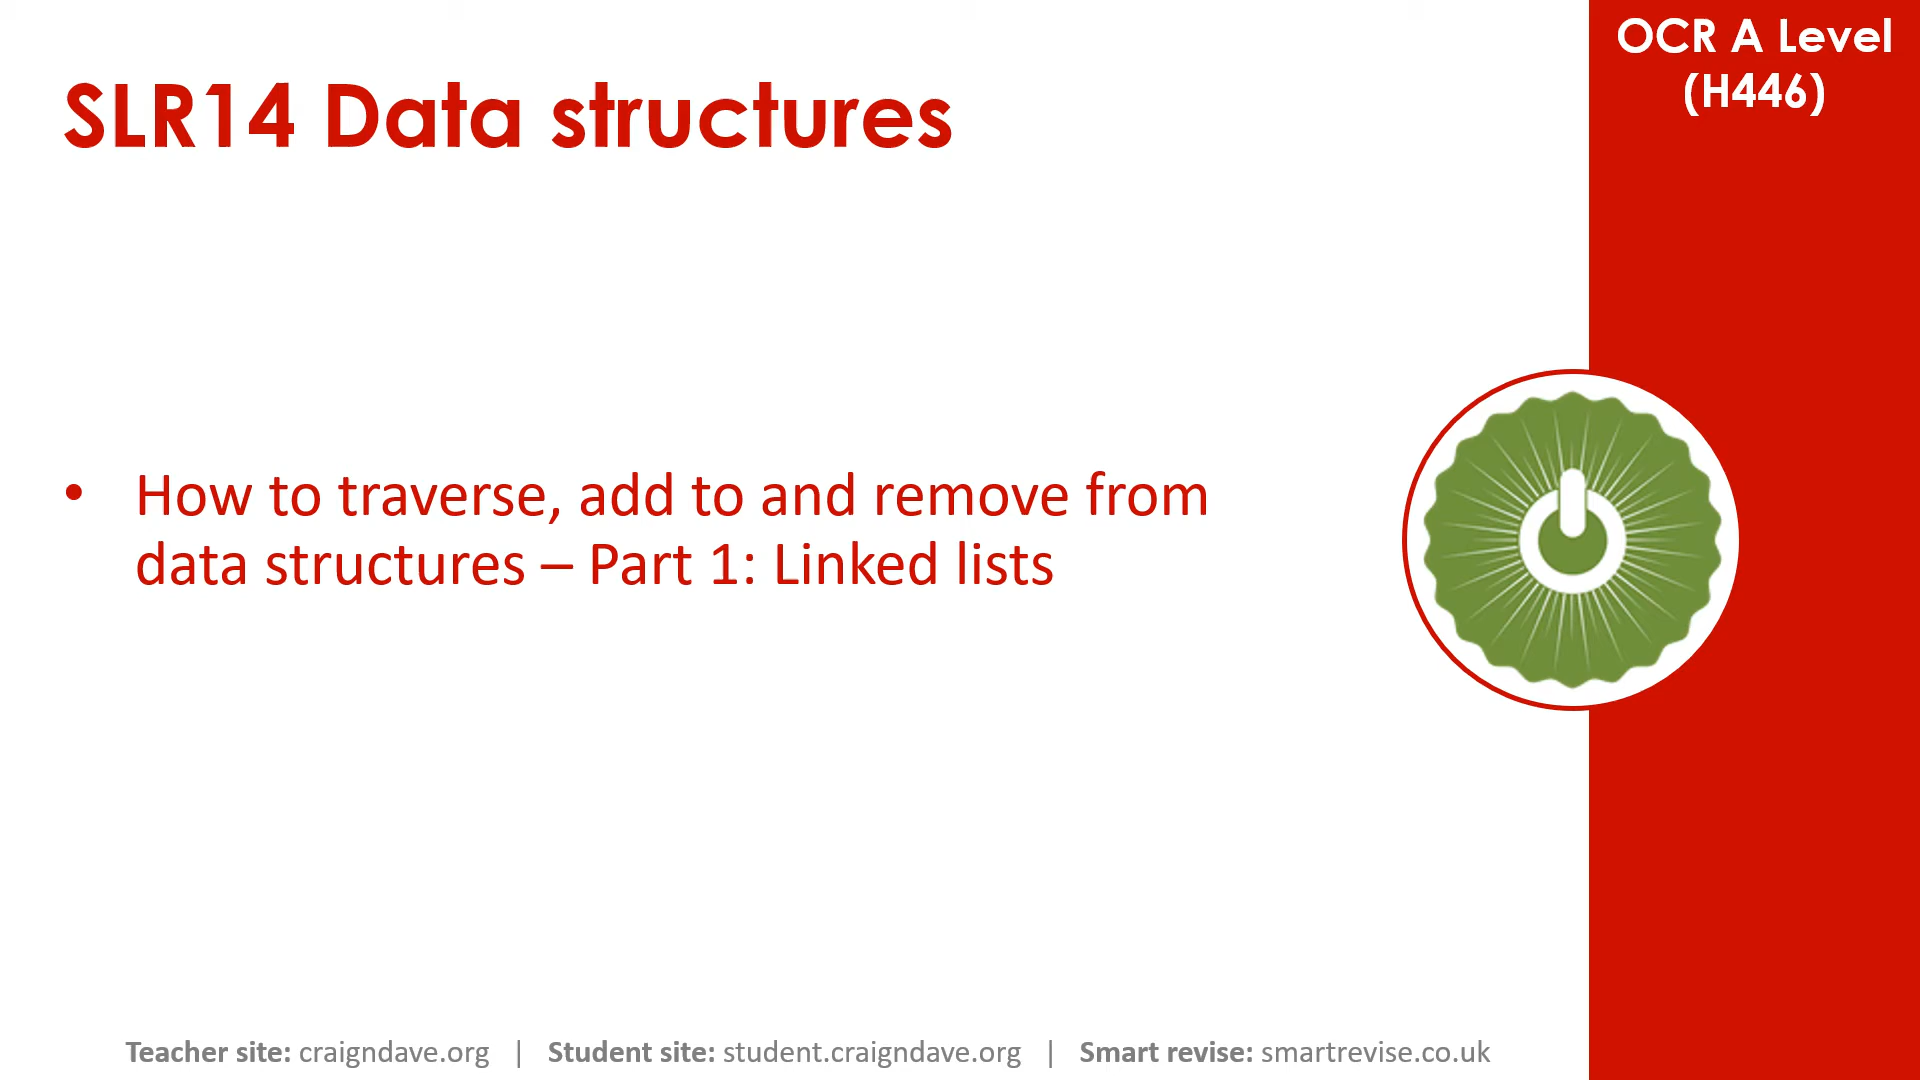 OCR A Level
(H446)
SLR14 Data structures
• How to traverse, add to and remove from
data structures – Part 1: Linked lists
Teacher site: craigndave.org | Student site: student.craigndave.org | Smart revise: smartrevise.co.uk